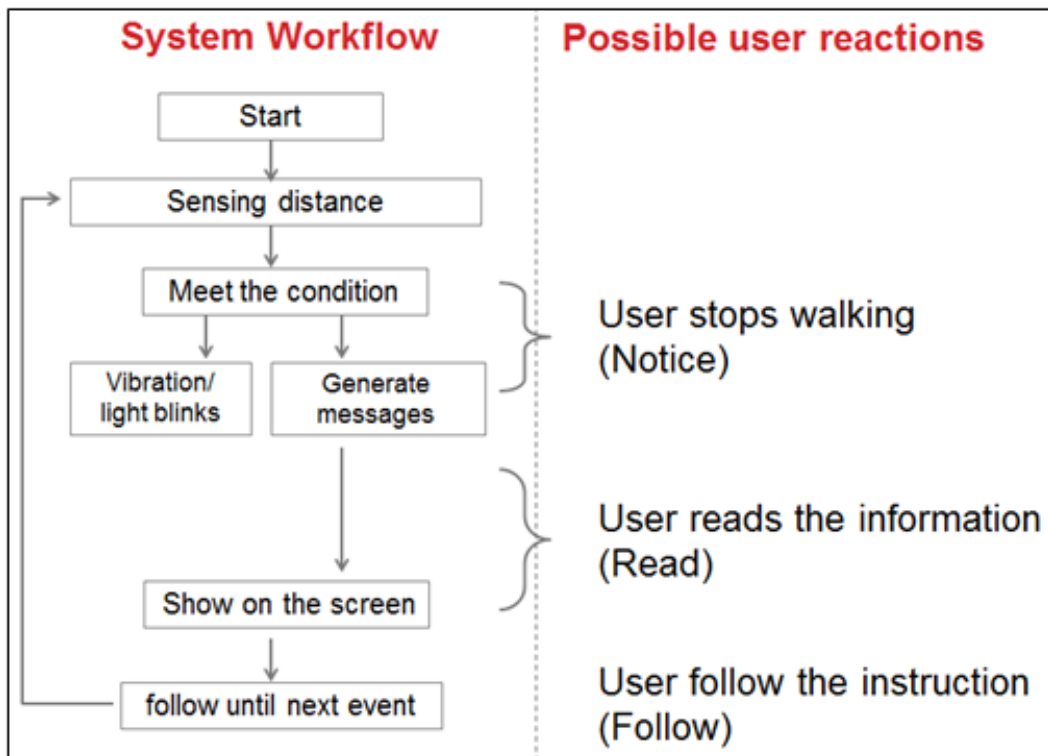 System Workflow
Possible user reactions
Start
Sensing distance
Meet the condition
Vibration/
light blinks
Generate
messages
Show on the screen
follow until next event
User stops walking
(Notice)
User reads the information
(Read)
User follow the instruction
(Follow)